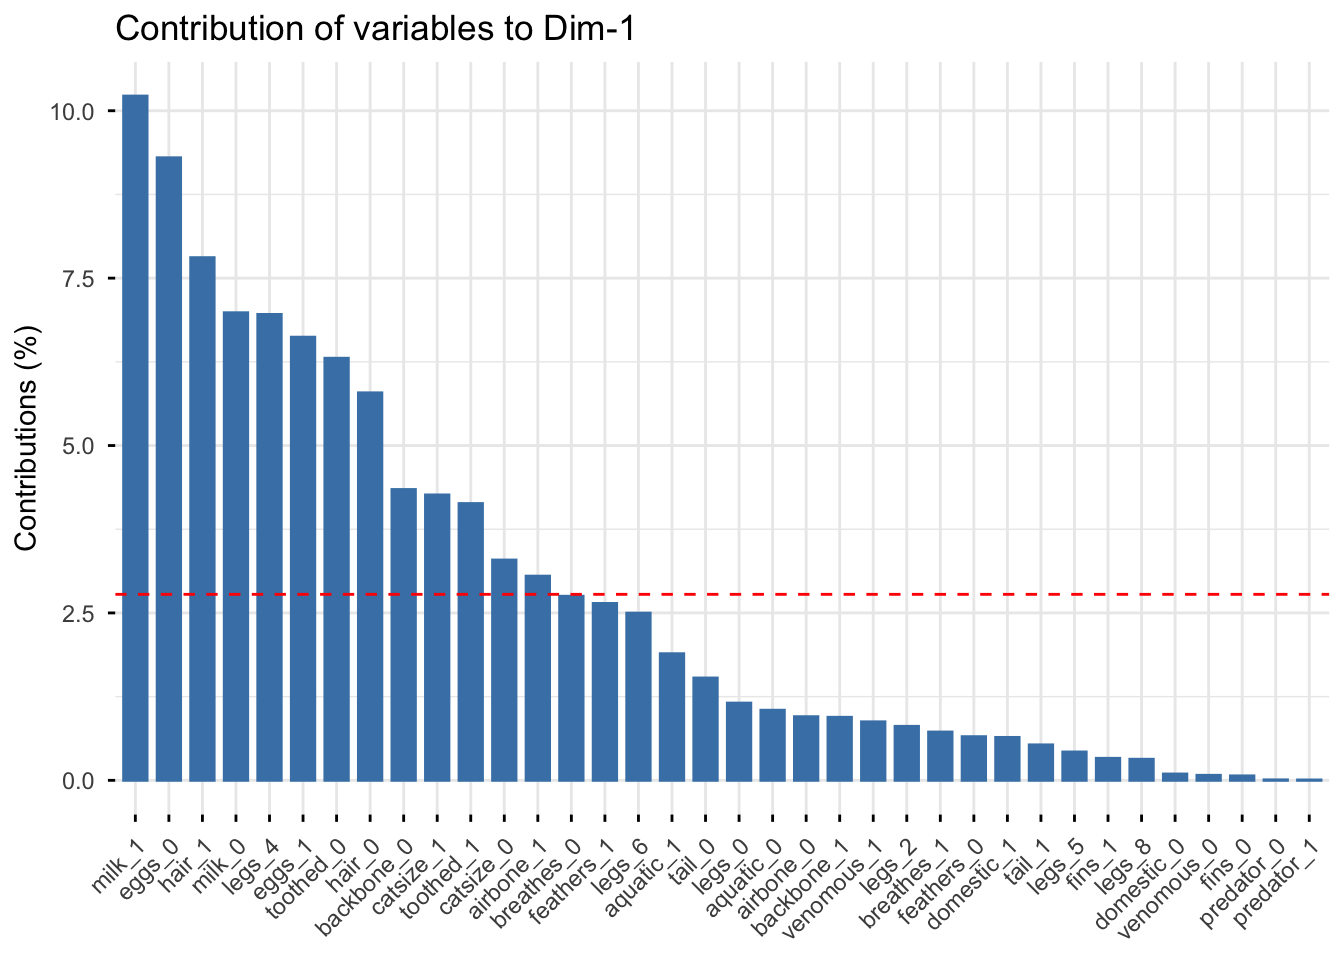 Contribution of variables to Dim-1
Contributions (%)
10.0
7.5
5.0
2.5
0.0
milk_1
eggs_0
hair_1
milk_0
legs_4
eggs_1
toothed_0
hair_0
backbone_0
catsize_1
toothed_1
catsize_0
airbone_1
breathes_0
feathers_1
legs_6
aquatic_1
tail_0
legs_0
aquatic_0
airbone_0
backbone_1
venomous_1
legs_2
breathes_1
feathers_0
domestic_1
tail_1
legs_5
fins_1
legs_8
domestic_0
venomous_0
fins_0
predator_0
predator_1